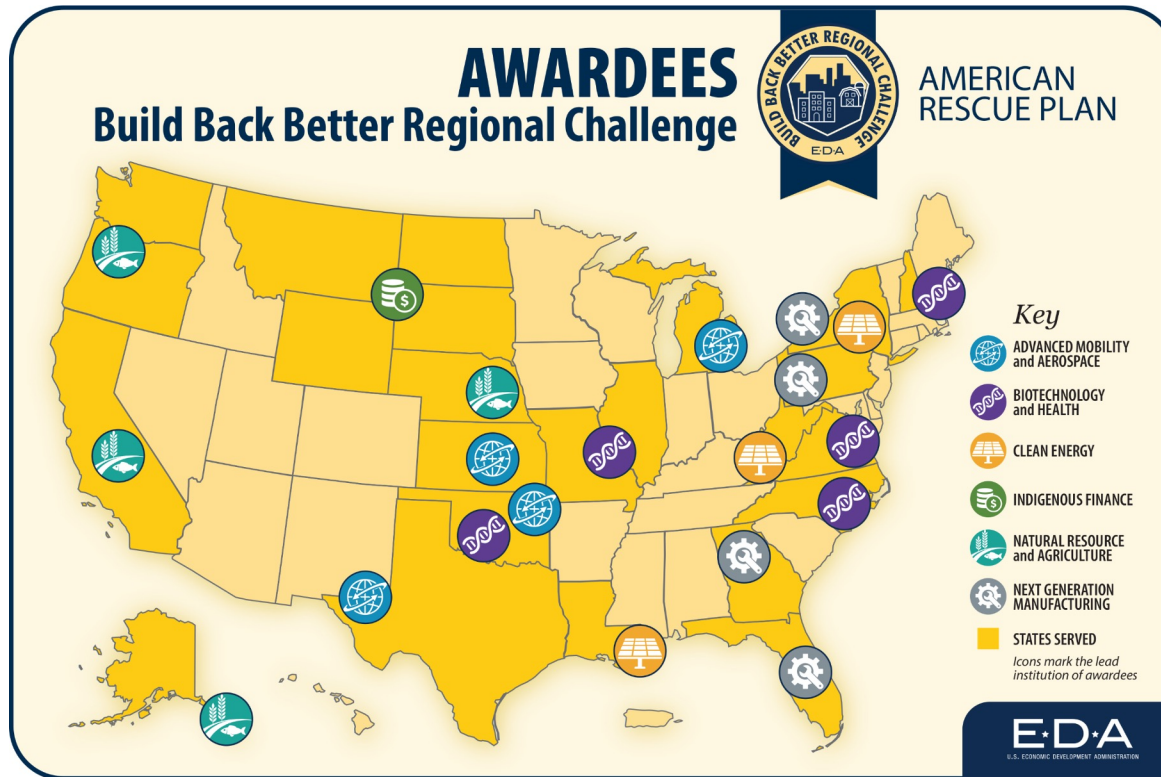 AWARDEES
Build Back Better Regional Challenge
BUILD BACK BETTER REGIONAL CHALLENGE
E·D·A
AMERICAN
RESCUE PLAN
Key
ADVANCED MOBILITY
and AEROSPACE
BIOTECHNOLOGY
and HEALTH
CLEAN ENERGY
INDIGENOUS FINANCE
NATURAL RESOURCE
and AGRICULTURE
NEXT GENERATION
MANUFACTURING
STATES SERVED
Icons mark the lead
institution of awardees
E★D★A
U.S. ECONOMIC DEVELOPMENT ADMINISTRATION